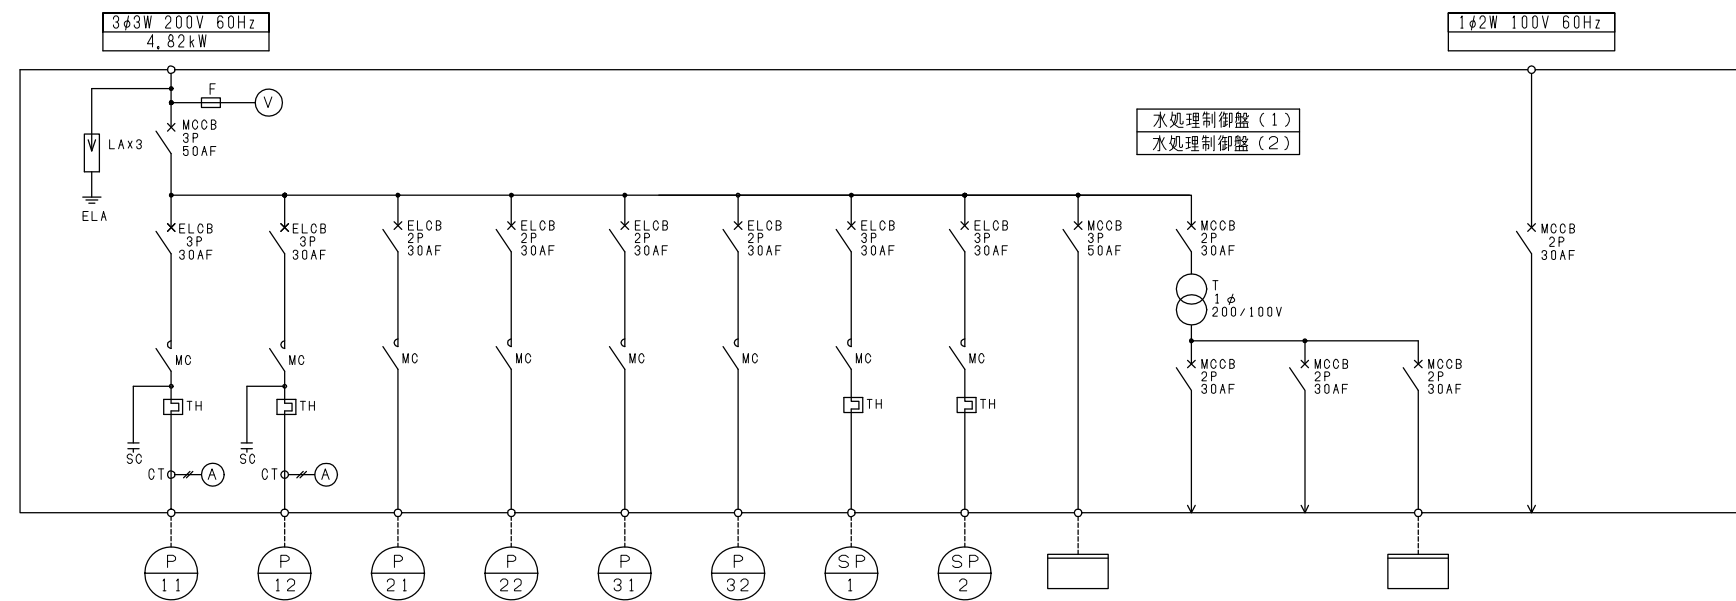 3φ3W 200V 60Hz
4.82kW
1φ2W 100V 60Hz
F
V
MCCB
3P
50AF
LAx3
ELA
水処理制御盤(1)
水処理制御盤(2)
ELCB
3P
30AF
ELCB
3P
30AF
ELCB
2P
30AF
ELCB
2P
30AF
ELCB
2P
30AF
ELCB
2P
30AF
ELCB
3P
30AF
ELCB
3P
30AF
MCCB
3P
50AF
MCCB
2P
30AF
MCCB
2P
30AF
T
1φ
200/100V
MC
MC
MC
MC
MC
MC
MC
MC
MCCB
2P
30AF
MCCB
2P
30AF
MCCB
2P
30AF
TH
TH
TH
TH
SC
SC
CT
A
CT
A
P
11
P
12
P
21
P
22
P
31
P
32
SP
1
SP
2